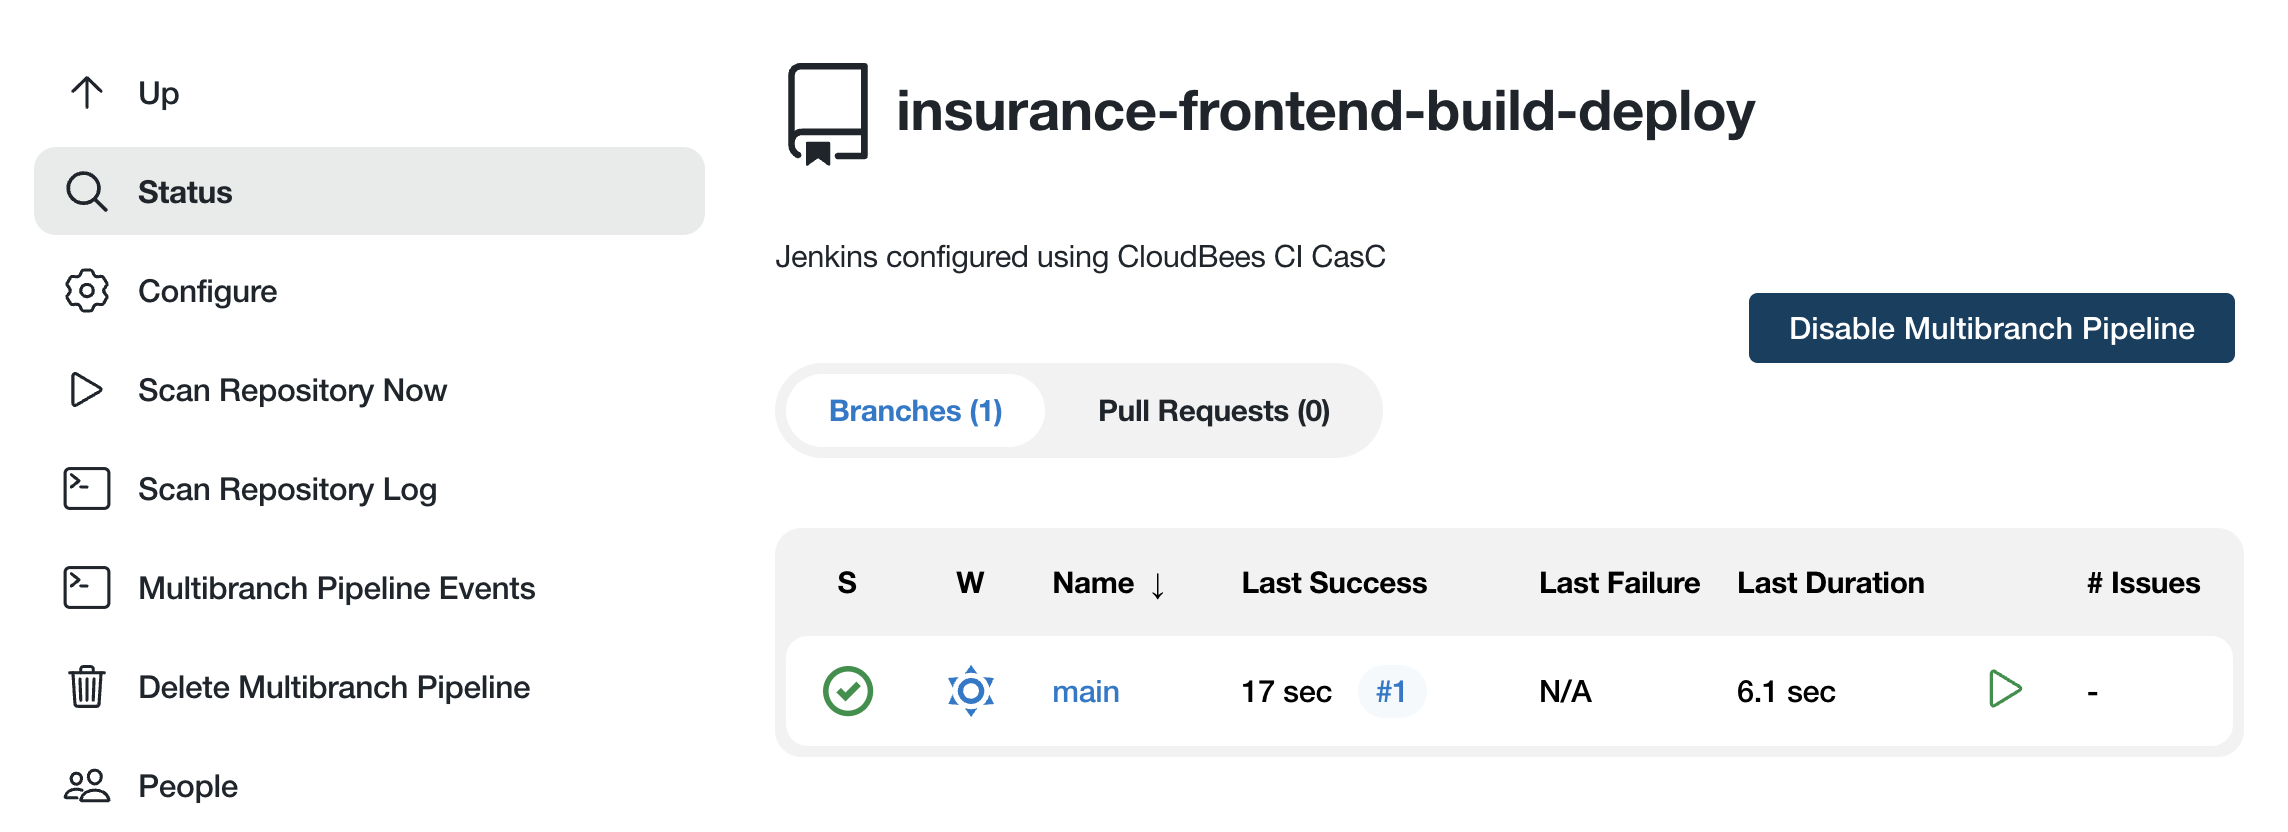 Up
Status
Configure
Scan Repository Now
Scan Repository Log
Multibranch Pipeline Events
Delete Multibranch Pipeline
People
insurance-frontend-build-deploy
Jenkins configured using CloudBees CI CasC
Disable Multibranch Pipeline
Branches (1) Pull Requests (0)
S W Name ↓ Last Success Last Failure Last Duration # Issues
main 17 sec #1 N/A 6.1 sec -